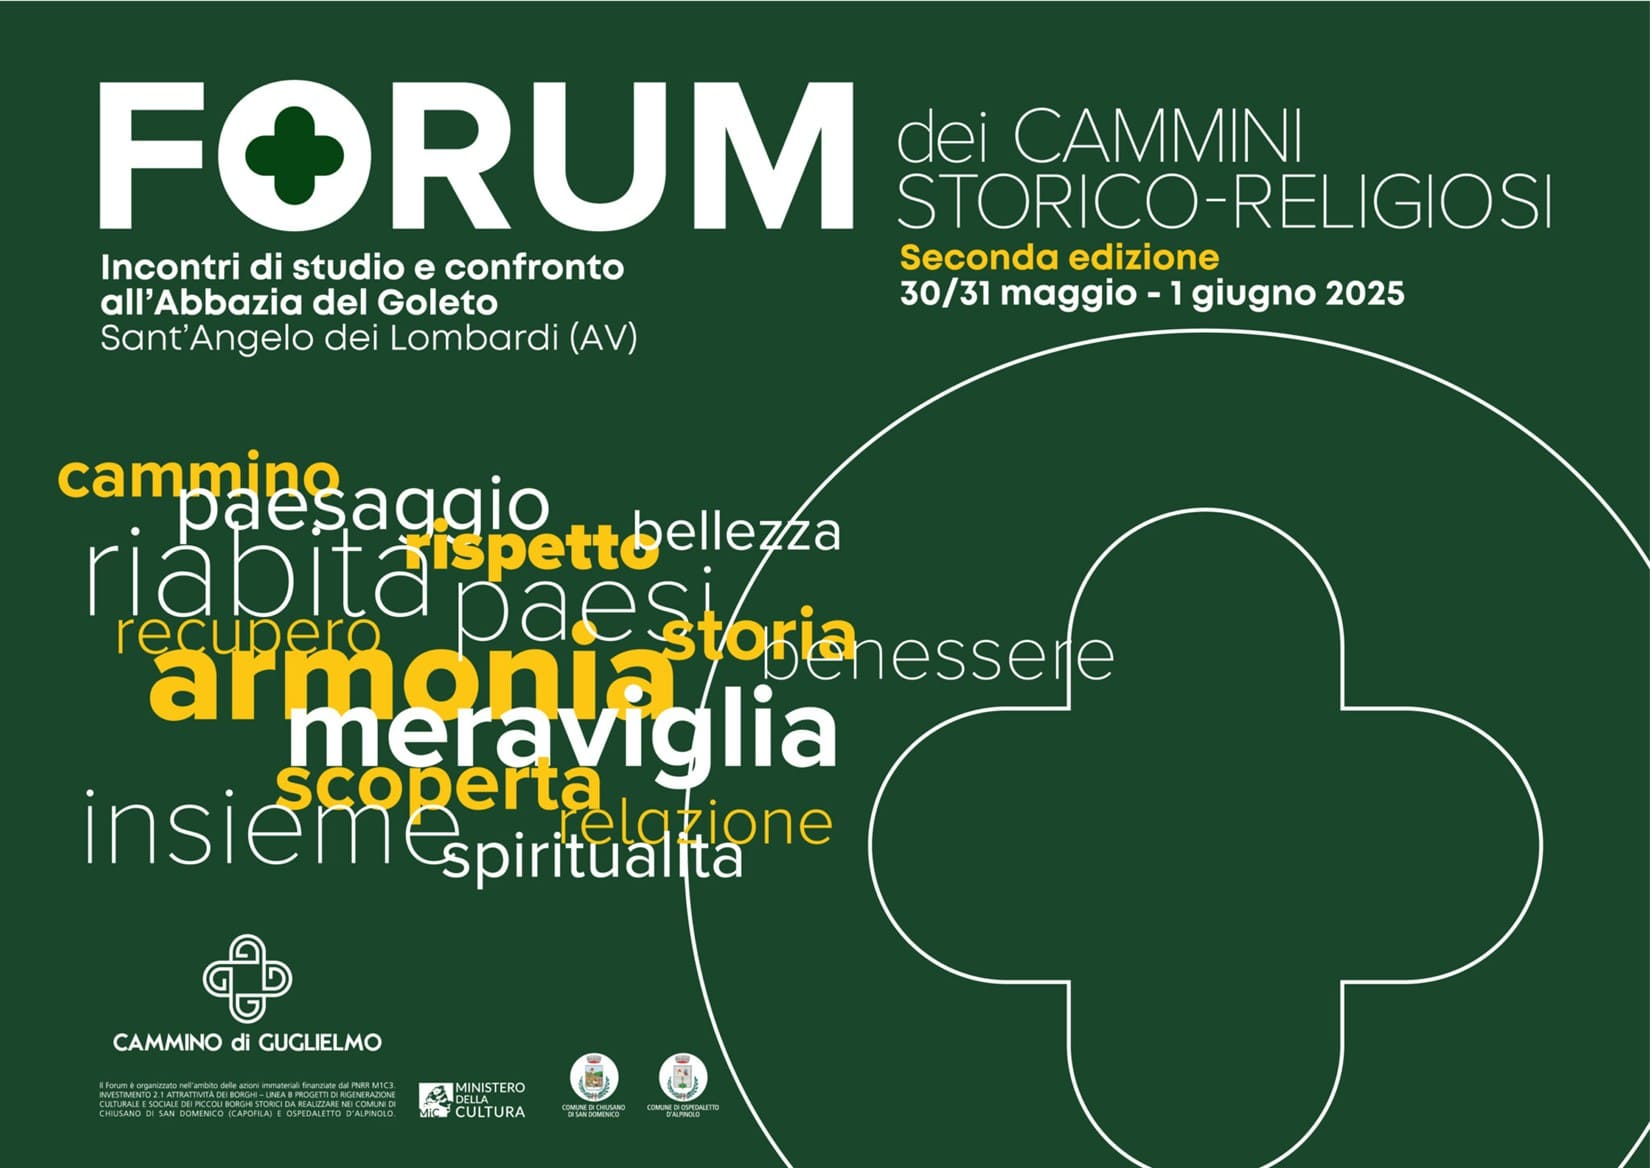 FORUM
dei CAMMINI
STORICO-RELIGIOSI
Incontri di studio e confronto
all'Abbazia del Goleto
Sant'Angelo dei Lombardi (AV)
Seconda edizione
30/31 maggio - 1 giugno 2025
cammino
paesaggio
riabita
rispetto
bellezza
paesi
recupero
storia
benessere
armonia
meraviglia
scoperta
insieme
relazione
spiritualita
CAMMINO di GUGLIELMO
Il Forum è organizzato nell'ambito delle azioni immateriali finanziate dal PNRR M1C3.
INVESTIMENTO 2.1 ATTRATTIVITÀ DEI BORGHI – LINEA B PROGETTI DI RIGENERAZIONE
CULTURALE E SOCIALE DEI PICCOLI BORGHI STORICI DA REALIZZARE NEI COMUNI DI
CHIUSANO DI SAN DOMENICO (CAPOFILA) E OSPEDALETTO D'ALPINOLO.
MiC
MINISTERO
DELLA
CULTURA
COMUNE DI CHIUSANO
DI SAN DOMENICO
COMUNE DI OSPEDALETTO
D'ALPINOLO